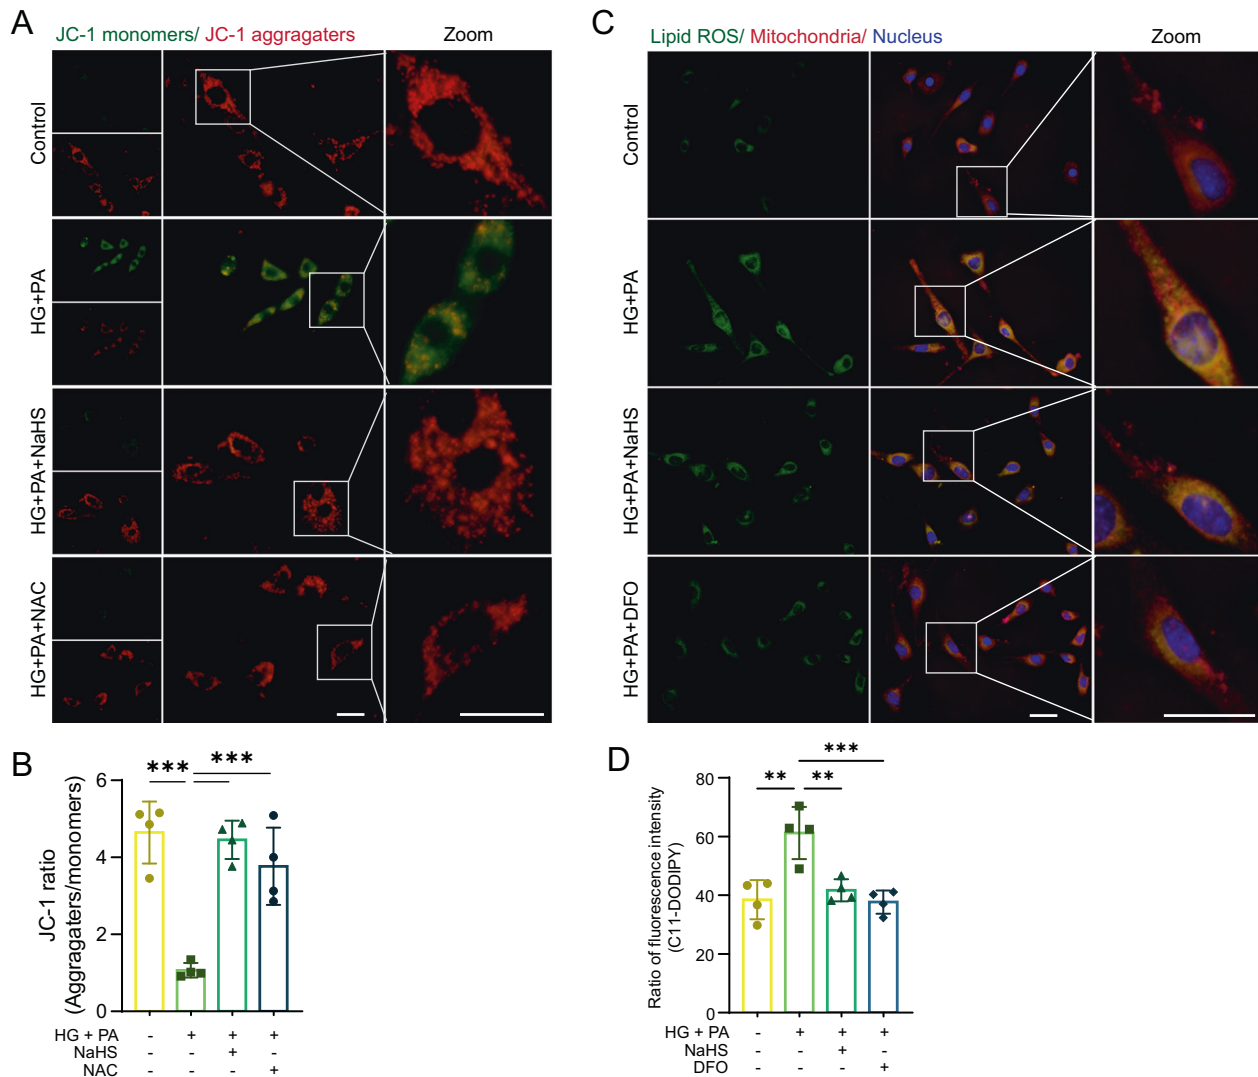 A
JC-1 monomers/ JC-1 aggragaters
Zoom
Control
HG+PA
HG+PA+NaHS
HG+PA+NAC
C
Lipid ROS/ Mitochondria/ Nucleus
Zoom
Control
HG+PA
HG+PA+NaHS
HG+PA+DFO
B
JC-1 ratio
(Aggragaters/monomers)
6
4
2
0
***
***
HG + PA - + + +
NaHS - - + -
NAC - - - +
D
Ratio of fluorescence intensity
(C11-DODIPY)
80
60
40
20
0
**
**
***
HG + PA - + + +
NaHS - - + -
DFO - - - +